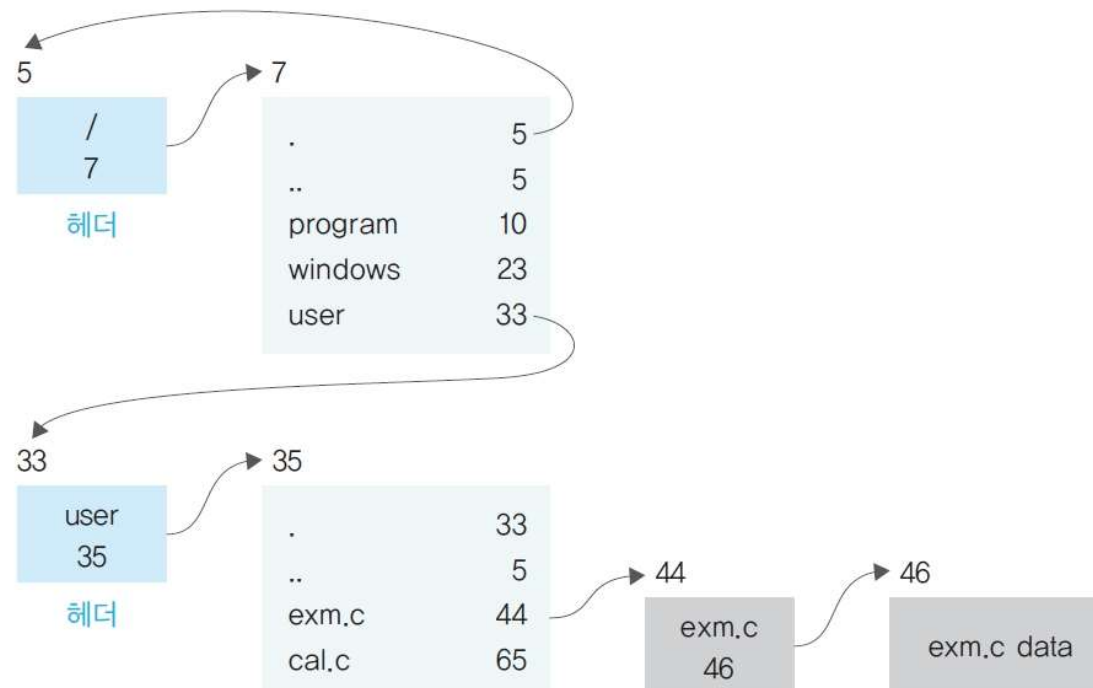 5
/
7
헤더
7
. 5
.. 5
program 10
windows 23
user 33
33
user
35
헤더
35
. 33
.. 5
exm.c 44
cal.c 65
44
exm.c
46
46
exm.c data